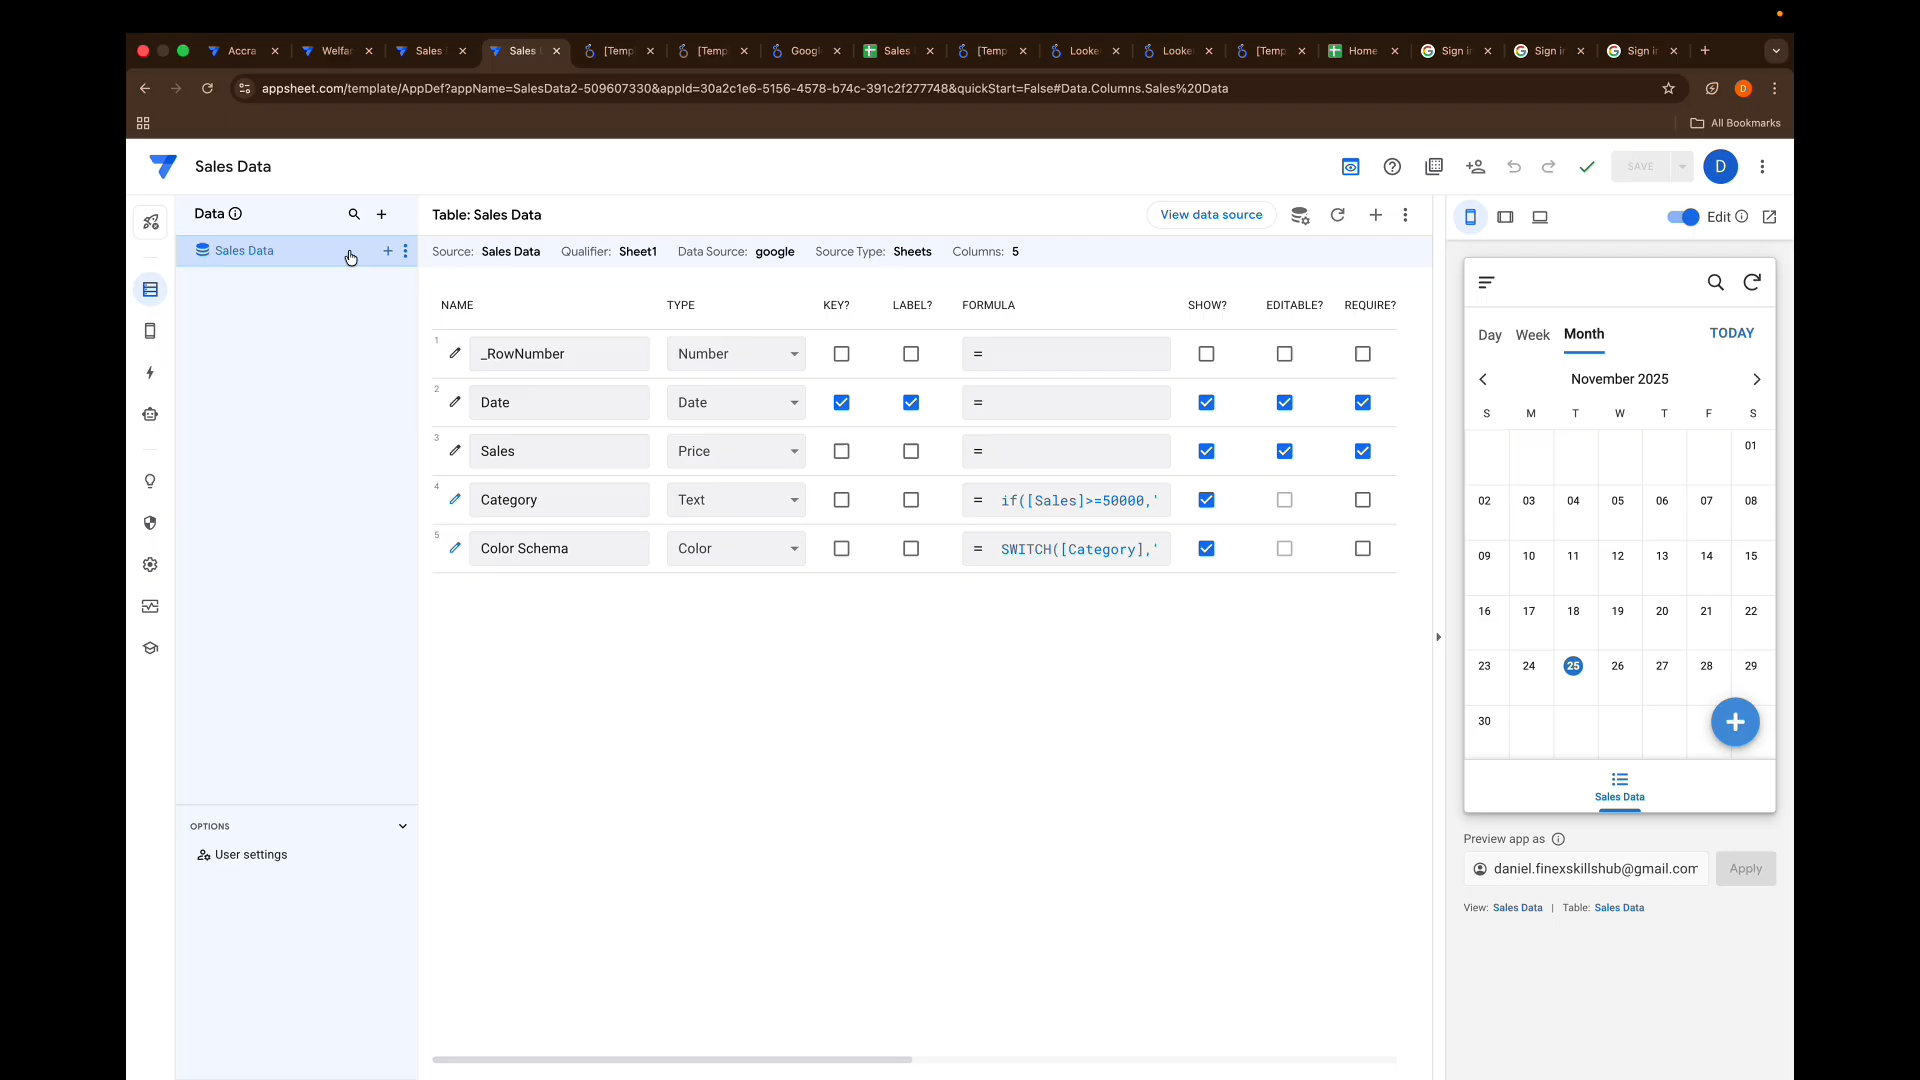 Accra
Welfar
Sales
Sales
[Temp
[Temp
Googl
Sales
[Temp
Looke
Looke
[Temp
Home
Sign in
Sign in
Sign in
appsheet.com/template/AppDef?appName=SalesData2-509607330&appId=30a2c1e6-5156-4578-b74c-391c2f277748&quickStart=False#Data.Columns.Sales%20Data
D
All Bookmarks
Sales Data
SAVE
D
Data
Sales Data
OPTIONS
User settings
Table: Sales Data
View data source
Source: Sales Data Qualifier: Sheet1 Data Source: google Source Type: Sheets Columns: 5
NAME TYPE KEY? LABEL? FORMULA SHOW? EDITABLE? REQUIRE?
1 _RowNumber Number =
2 Date Date =
3 Sales Price =
4 Category Text = if([Sales]>=50000,'
5 Color Schema Color = SWITCH([Category],'
Edit
Day Week Month TODAY
November 2025
S M T W T F S
01
02 03 04 05 06 07 08
09 10 11 12 13 14 15
16 17 18 19 20 21 22
23 24 25 26 27 28 29
30
Sales Data
Preview app as
daniel.finexskillshub@gmail.com
Apply
View: Sales Data | Table: Sales Data